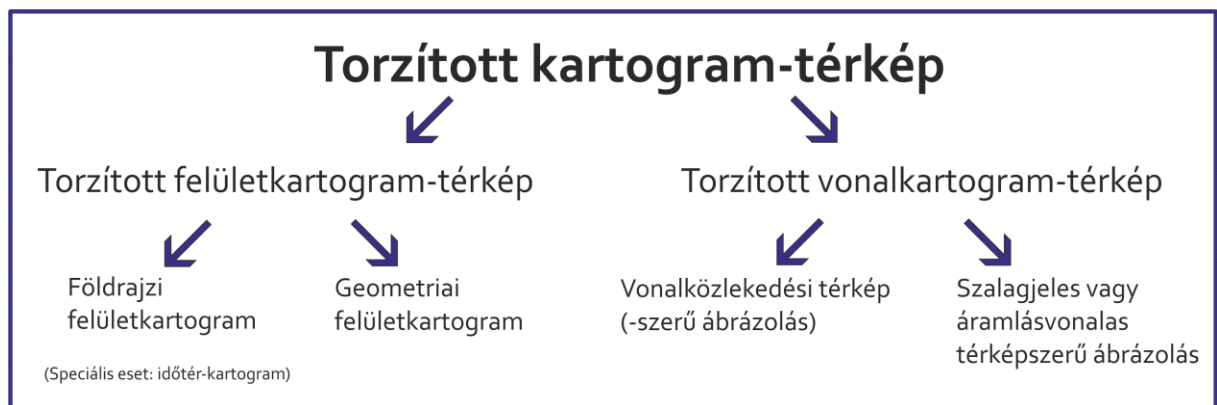 Torzított kartogram-térkép
Torzított felületkartogram-térkép
Torzított vonalkartogram-térkép
Földrajzi
felületkartogram
Geometriai
felületkartogram
Vonalközlekedési térkép
(-szerű ábrázolás)
Szalagjeles vagy
áramlásvonalas
térképszerű ábrázolás
(Speciális eset: időtér-kartogram)